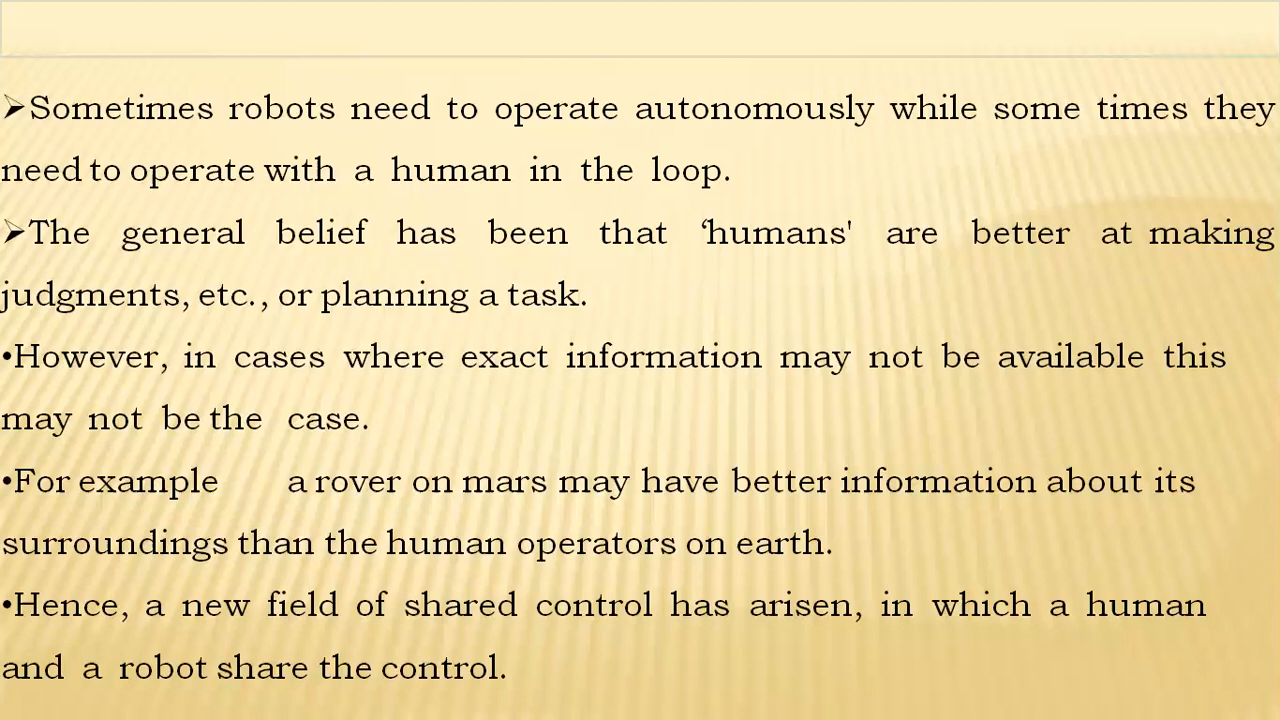 ➢Sometimes robots need to operate autonomously while some times they
need to operate with a human in the loop.
➢The general belief has been that ‘humans' are better at making
judgments, etc., or planning a task.
•However, in cases where exact information may not be available this
may not be the case.
•For example a rover on mars may have better information about its
surroundings than the human operators on earth.
•Hence, a new field of shared control has arisen, in which a human
and a robot share the control.